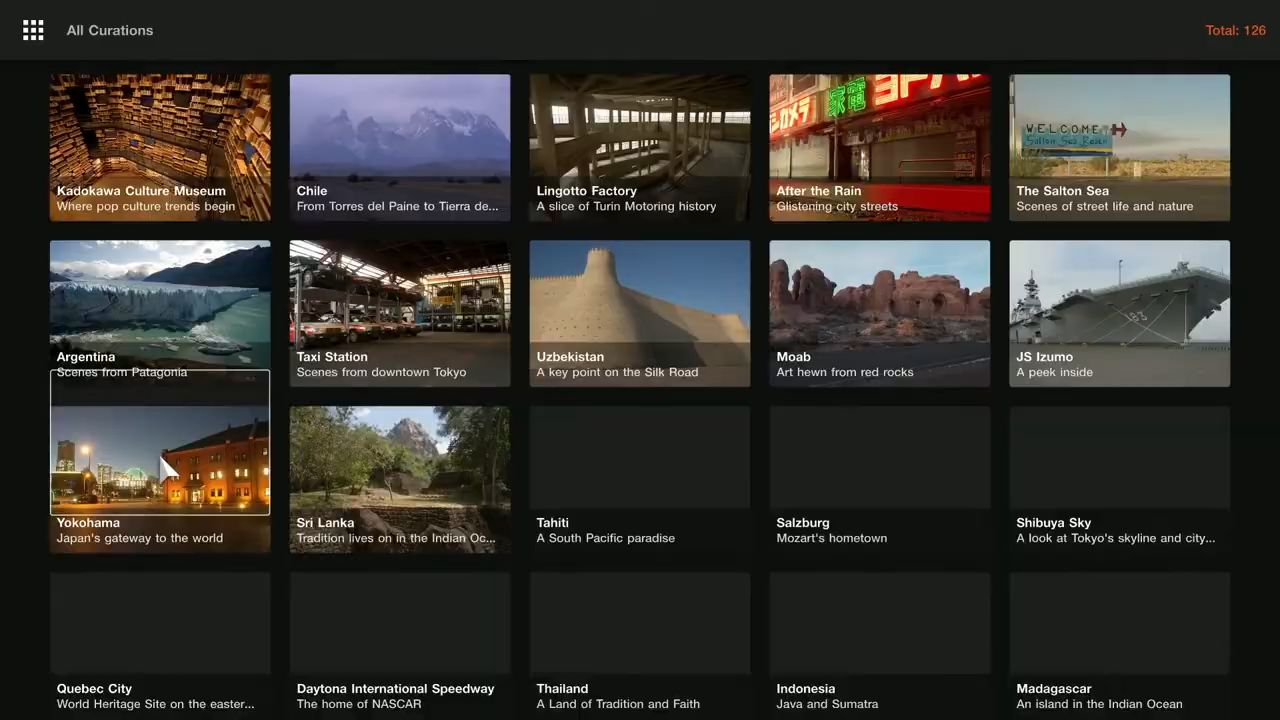 All Curations
Total: 126
Kadokawa Culture Museum
Where pop culture trends begin
Chile
From Torres del Paine to Tierra de...
Lingotto Factory
A slice of Turin Motoring history
シカメラ
家電
After the Rain
Glistening city streets
WELCOME
Salton Sea Beach
The Salton Sea
Scenes of street life and nature
Argentina
Scenes from Patagonia
Taxi Station
Scenes from downtown Tokyo
Uzbekistan
A key point on the Silk Road
Moab
Art hewn from red rocks
183
JS Izumo
A peek inside
Yokohama
Japan's gateway to the world
Sri Lanka
Tradition lives on in the Indian Oc...
Tahiti
A South Pacific paradise
Salzburg
Mozart's hometown
Shibuya Sky
A look at Tokyo's skyline and city...
Quebec City
World Heritage Site on the easter...
Daytona International Speedway
The home of NASCAR
Thailand
A Land of Tradition and Faith
Indonesia
Java and Sumatra
Madagascar
An island in the Indian Ocean